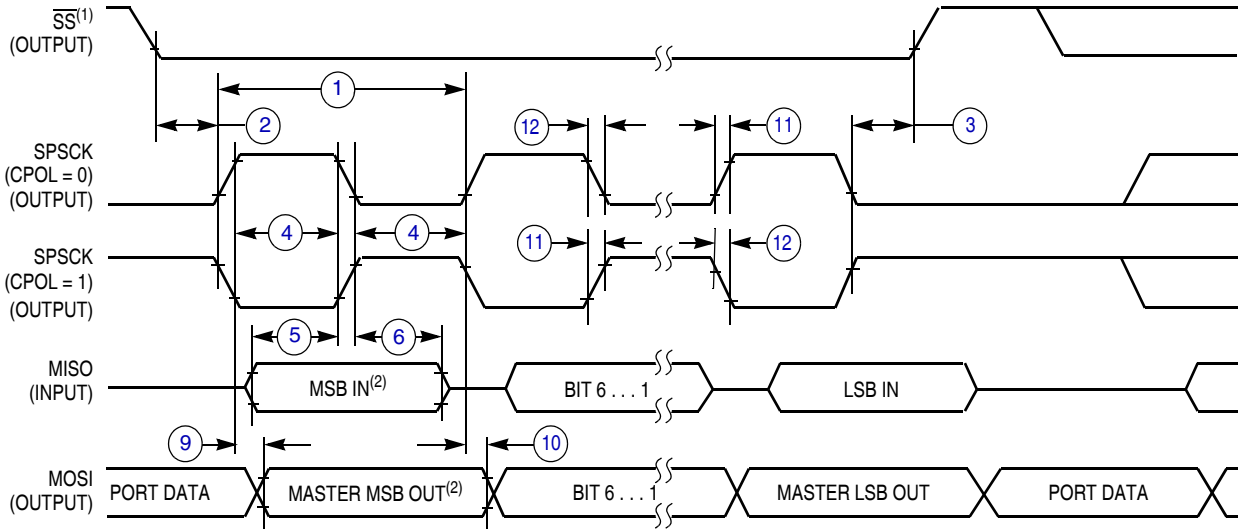 SS(1)
(OUTPUT)
1
2
12
11
3
SPSCK
(CPOL = 0)
(OUTPUT)
4
4
SPSCK
(CPOL = 1)
(OUTPUT)
11
12
5
6
MISO
(INPUT)
MSB IN(2)
BIT 6 . . . 1
LSB IN
9
10
MOSI
(OUTPUT)
PORT DATA
MASTER MSB OUT(2)
BIT 6 . . . 1
MASTER LSB OUT
PORT DATA